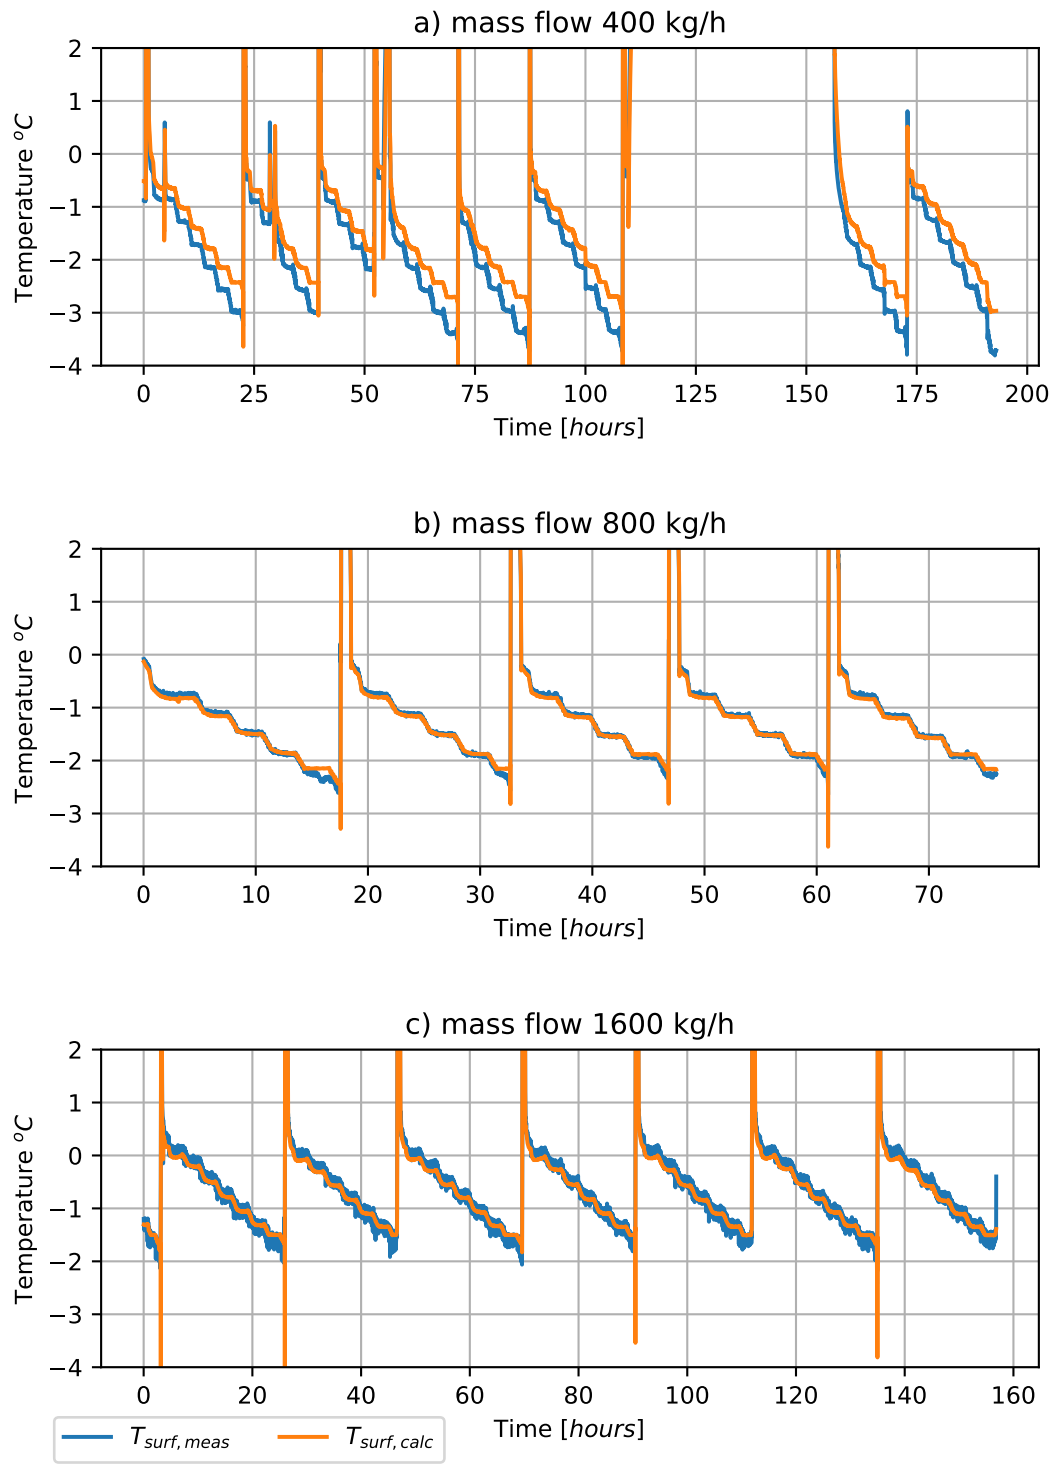 a) mass flow 400 kg/h
Temperature °C
2
1
0
−1
−2
−3
−4
0 25 50 75 100 125 150 175 200
Time [hours]
b) mass flow 800 kg/h
Temperature °C
2
1
0
−1
−2
−3
−4
0 10 20 30 40 50 60 70
Time [hours]
c) mass flow 1600 kg/h
Temperature °C
2
1
0
−1
−2
−3
−4
0 20 40 60 80 100 120 140 160
Time [hours]
T_surf,meas T_surf,calc